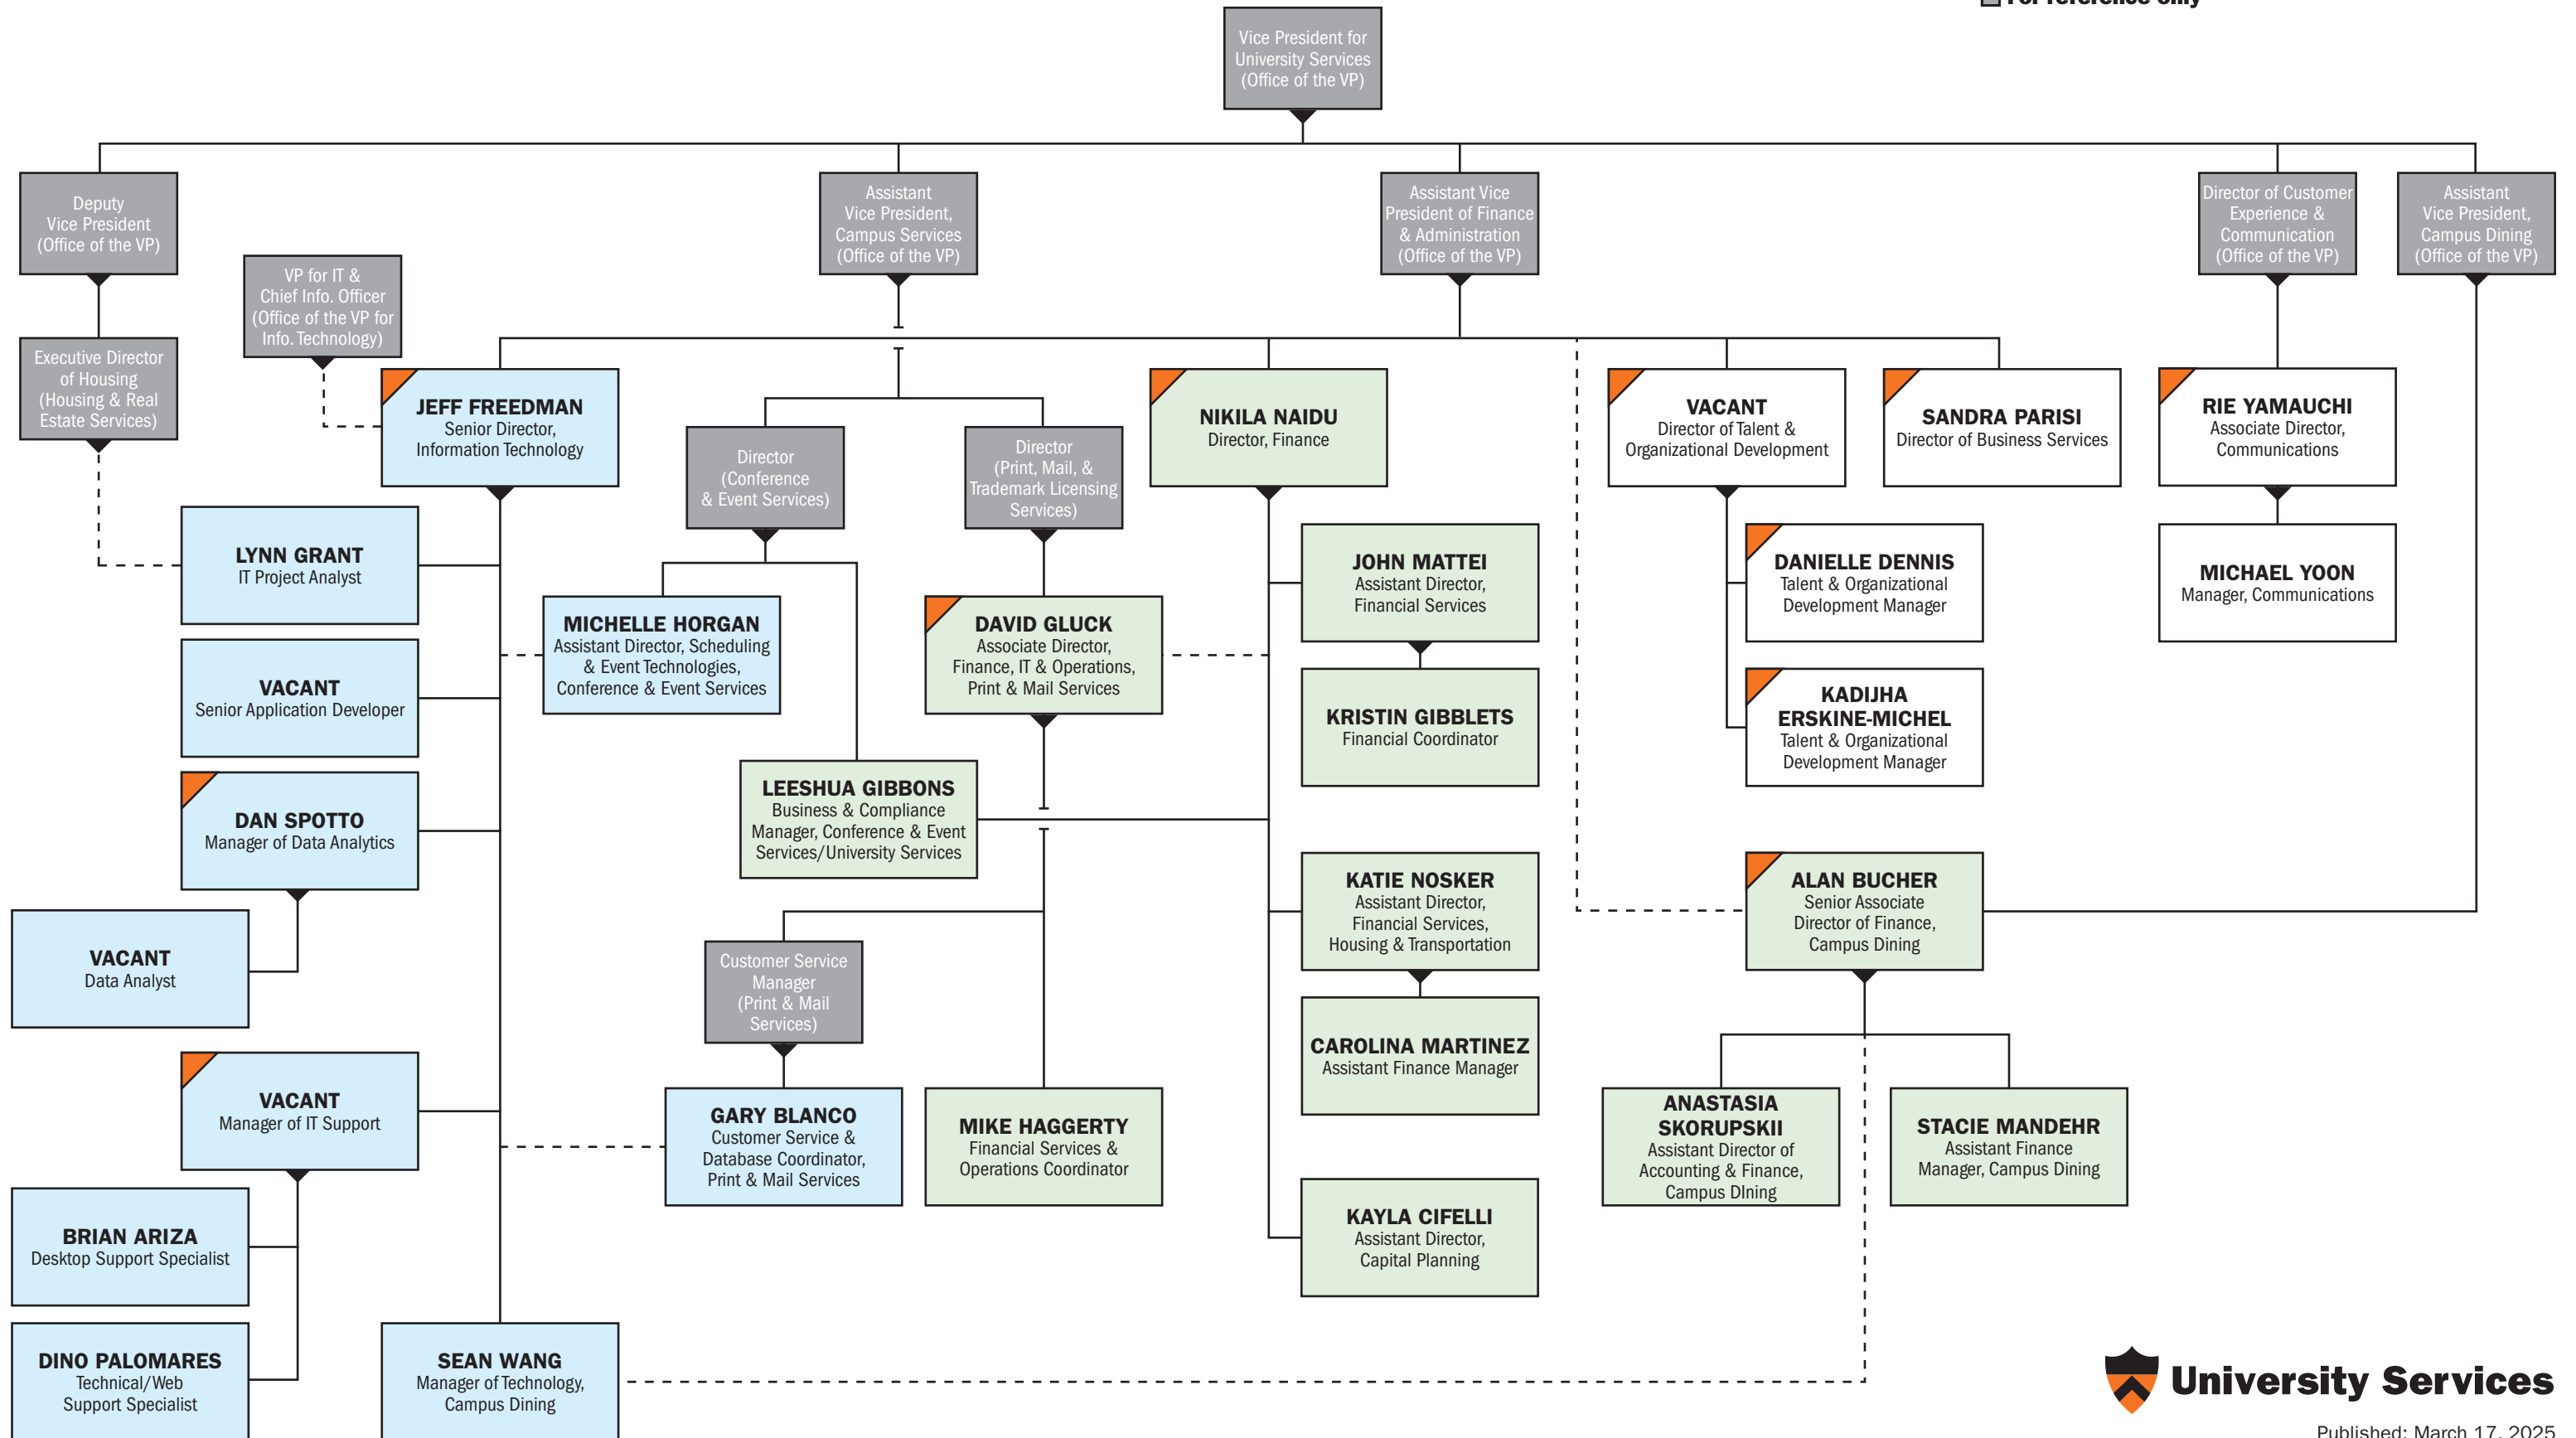 For reference only
Vice President for
University Services
(Office of the VP)
Deputy
Vice President
(Office of the VP)
Assistant
Vice President,
Campus Services
(Office of the VP)
Assistant Vice
President of Finance
& Administration
(Office of the VP)
Director of Customer
Experience &
Communication
(Office of the VP)
Assistant
Vice President,
Campus Dining
(Office of the VP)
VP for IT &
Chief Info. Officer
(Office of the VP for
Info. Technology)
Executive Director
of Housing
(Housing & Real
Estate Services)
JEFF FREEDMAN
Senior Director,
Information Technology
Director
(Conference
& Event Services)
Director
(Print, Mail, &
Trademark Licensing
Services)
NIKILA NAIDU
Director, Finance
VACANT
Director of Talent &
Organizational Development
SANDRA PARISI
Director of Business Services
RIE YAMAUCHI
Associate Director,
Communications
LYNN GRANT
IT Project Analyst
JOHN MATTEI
Assistant Director,
Financial Services
DANIELLE DENNIS
Talent & Organizational
Development Manager
MICHAEL YOON
Manager, Communications
MICHELLE HORGAN
Assistant Director, Scheduling
& Event Technologies,
Conference & Event Services
DAVID GLUCK
Associate Director,
Finance, IT & Operations,
Print & Mail Services
VACANT
Senior Application Developer
KRISTIN GIBBLETS
Financial Coordinator
KADIJHA
ERSKINE-MICHEL
Talent & Organizational
Development Manager
LEESHUA GIBBONS
Business & Compliance
Manager, Conference & Event
Services/University Services
DAN SPOTTO
Manager of Data Analytics
KATIE NOSKER
Assistant Director,
Financial Services,
Housing & Transportation
ALAN BUCHER
Senior Associate
Director of Finance,
Campus Dining
VACANT
Data Analyst
Customer Service
Manager
(Print & Mail
Services)
CAROLINA MARTINEZ
Assistant Finance Manager
VACANT
Manager of IT Support
GARY BLANCO
Customer Service &
Database Coordinator,
Print & Mail Services
MIKE HAGGERTY
Financial Services &
Operations Coordinator
ANASTASIA
SKORUPSKII
Assistant Director of
Accounting & Finance,
Campus DIning
STACIE MANDEHR
Assistant Finance
Manager, Campus Dining
BRIAN ARIZA
Desktop Support Specialist
KAYLA CIFELLI
Assistant Director,
Capital Planning
DINO PALOMARES
Technical/Web
Support Specialist
SEAN WANG
Manager of Technology,
Campus Dining
University Services
Published: March 17, 2025